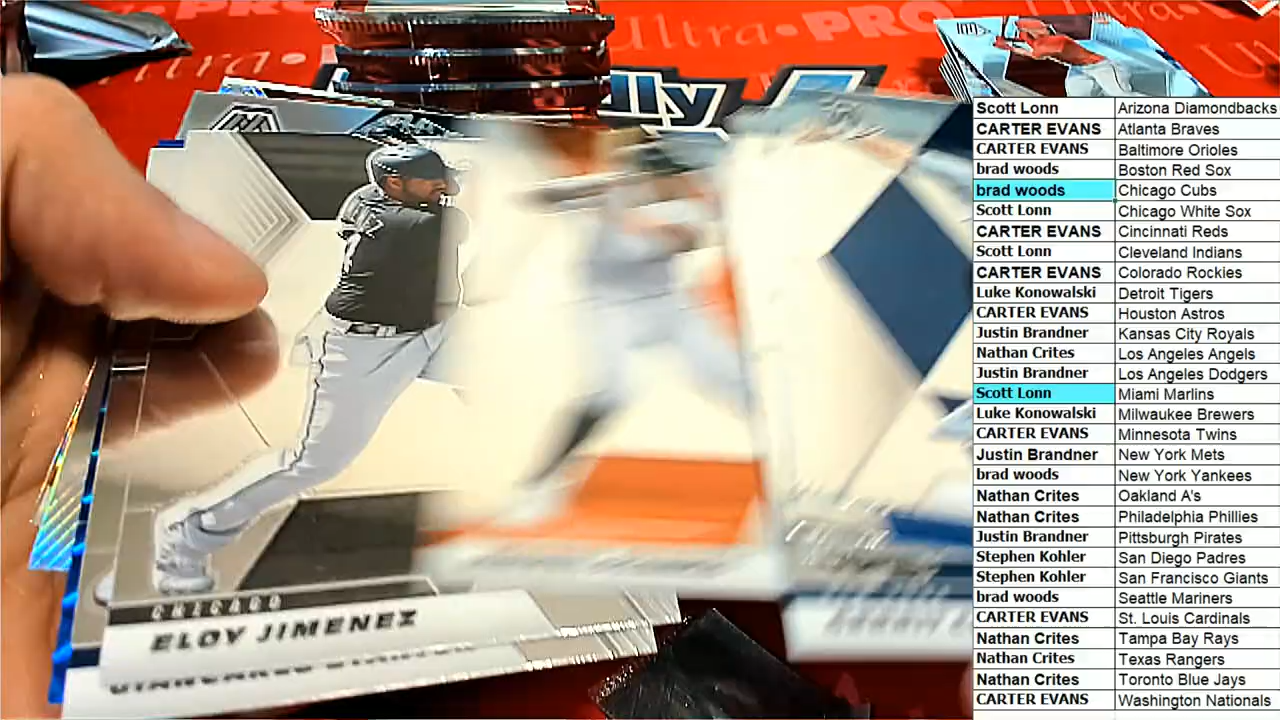 Ultra PRO
Ultra PRO
lly
CHICAGO
ELOY JIMENEZ
Scott Lonn Arizona Diamondbacks
CARTER EVANS Atlanta Braves
CARTER EVANS Baltimore Orioles
brad woods Boston Red Sox
brad woods Chicago Cubs
Scott Lonn Chicago White Sox
CARTER EVANS Cincinnati Reds
Scott Lonn Cleveland Indians
CARTER EVANS Colorado Rockies
Luke Konowalski Detroit Tigers
CARTER EVANS Houston Astros
Justin Brandner Kansas City Royals
Nathan Crites Los Angeles Angels
Justin Brandner Los Angeles Dodgers
Scott Lonn Miami Marlins
Luke Konowalski Milwaukee Brewers
CARTER EVANS Minnesota Twins
Justin Brandner New York Mets
brad woods New York Yankees
Nathan Crites Oakland A's
Nathan Crites Philadelphia Phillies
Justin Brandner Pittsburgh Pirates
Stephen Kohler San Diego Padres
Stephen Kohler San Francisco Giants
brad woods Seattle Mariners
CARTER EVANS St. Louis Cardinals
Nathan Crites Tampa Bay Rays
Nathan Crites Texas Rangers
Nathan Crites Toronto Blue Jays
CARTER EVANS Washington Nationals